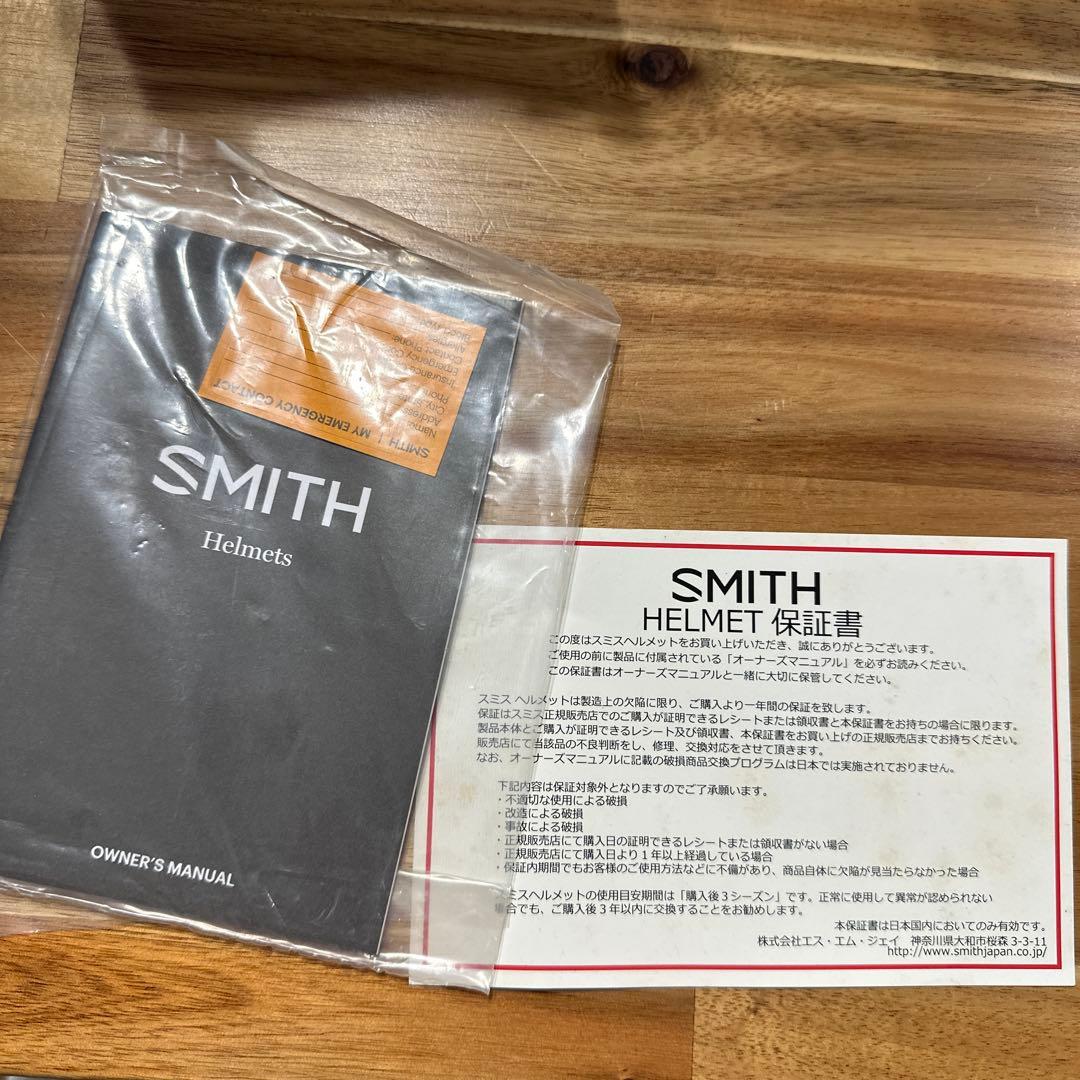 SMITH | MY EMERGENCY CONTACT
Name
Address
City, State
Phone
Insurance
Emergency
Contact Phone:
Allergies
Blood Type
SMITH
Helmets
OWNER'S MANUAL
SMITH
HELMET 保証書
この度はスミスヘルメットをお買い上げいただき、誠にありがとうございます。
ご使用の前に製品に付属されている「オーナーズマニュアル」を必ずお読みください。
この保証書はオーナーズマニュアルと一緒に大切に保管してください。
スミス ヘルメットは製造上の欠陥に限り、ご購入より一年間の保証を致します。
保証はスミス正規販売店でのご購入が証明できるレシートまたは領収書と本保証書をお持ちの場合に限ります。
製品本体とご購入が証明できるレシート及び領収書、本保証書をお買い上げの正規販売店までお持ちください。
販売店にて当該品の不良判断をし、修理、交換対応をさせて頂きます。
なお、オーナーズマニュアルに記載の破損商品交換プログラムは日本では実施されておりません。
下記内容は保証対象外となりますのでご了承願います。
・不適切な使用による破損
・改造による破損
・事故による破損
・正規販売店にて購入日の証明できるレシートまたは領収書がない場合
・正規販売店にて購入日より1年以上経過している場合
・保証内期間でもお客様のご使用方法などに不備があり、商品自体に欠陥が見当たらなかった場合
スミスヘルメットの使用目安期間は「購入後3シーズン」です。正常に使用して異常が認められない
場合でも、ご購入後3年以内に交換することをお勧めします。
本保証書は日本国内においてのみ有効です。
株式会社エス・エム・ジェイ 神奈川県大和市桜森 3-3-11
http://www.smithjapan.co.jp/